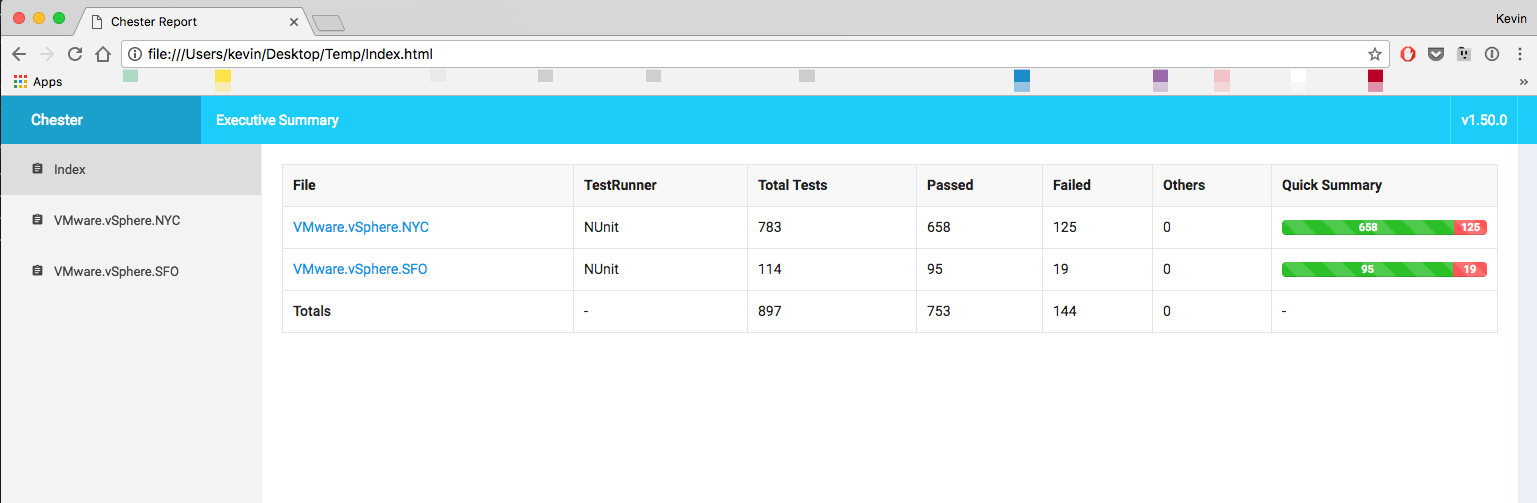 Chester Report
Kevin
file:///Users/kevin/Desktop/Temp/Index.html
Apps
Chester Executive Summary v1.50.0
Index
VMware.vSphere.NYC
VMware.vSphere.SFO
File TestRunner Total Tests Passed Failed Others Quick Summary
VMware.vSphere.NYC NUnit 783 658 125 0 658 125
VMware.vSphere.SFO NUnit 114 95 19 0 95 19
Totals - 897 753 144 0 -